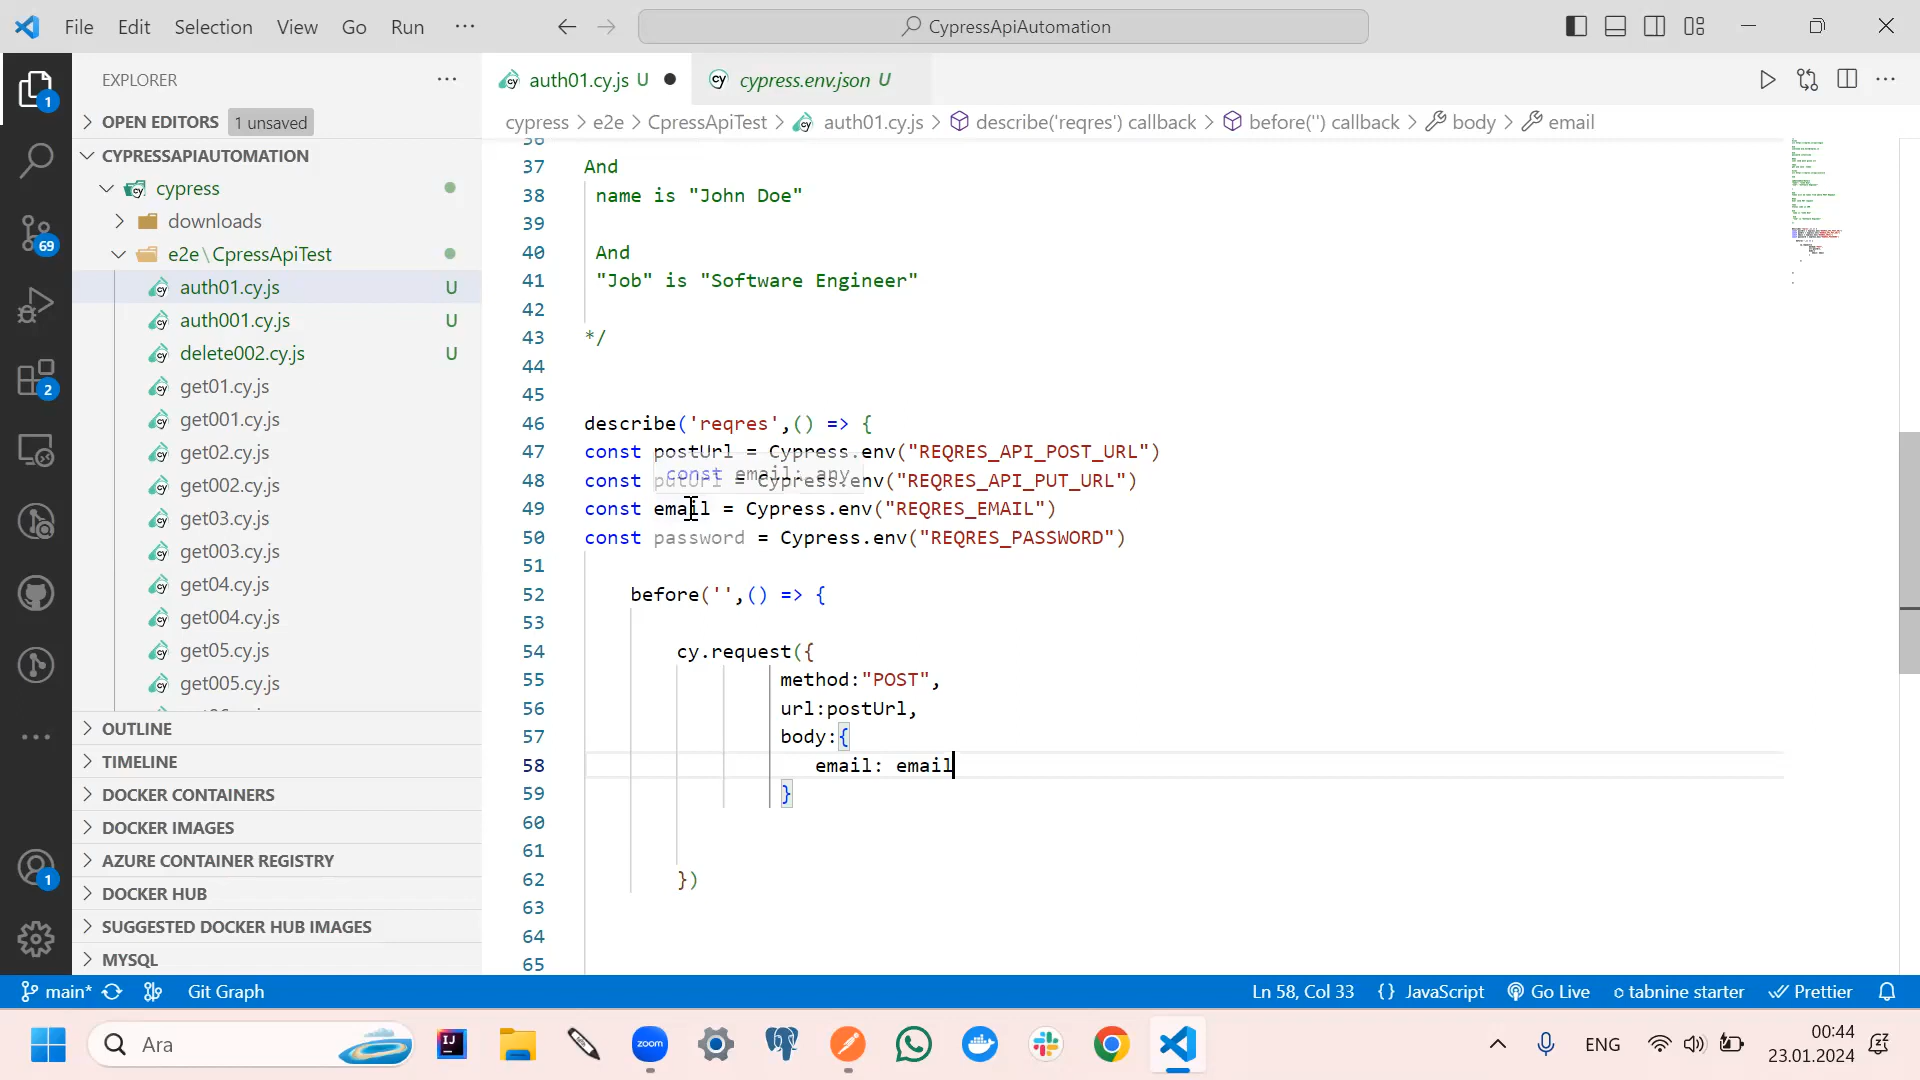 File Edit Selection View Go Run ··· CypressApiAutomation
EXPLORER ···
OPEN EDITORS 1 unsaved
CYPRESSAPIAUTOMATION
cypress
downloads
e2e\CpressApiTest
auth01.cy.js U
auth001.cy.js U
delete002.cy.js U
get01.cy.js
get001.cy.js
get02.cy.js
get002.cy.js
get03.cy.js
get003.cy.js
get04.cy.js
get004.cy.js
get05.cy.js
get005.cy.js
OUTLINE
TIMELINE
DOCKER CONTAINERS
DOCKER IMAGES
AZURE CONTAINER REGISTRY
DOCKER HUB
SUGGESTED DOCKER HUB IMAGES
MYSQL
1
69
2
1
auth01.cy.js U cypress.env.json U
cypress > e2e > CpressApiTest > auth01.cy.js > describe('reqres') callback > before('') callback > body > email
36
37 And
38 name is "John Doe"
39
40 And
41 "Job" is "Software Engineer"
42
43 */
44
45
46 describe('reqres',() => {
47 const postUrl = Cypress.env("REQRES_API_POST_URL")
const email: any
48 const putUrl = Cypress.env("REQRES_API_PUT_URL")
49 const email = Cypress.env("REQRES_EMAIL")
50 const password = Cypress.env("REQRES_PASSWORD")
51
52 before('',() => {
53
54 cy.request({
55 method:"POST",
56 url:postUrl,
57 body:{
58 email: email
59 }
60
61
62 })
63
64
65
main* Git Graph Ln 58, Col 33 {} JavaScript Go Live tabnine starter Prettier
Ara zoom ENG 00:44
23.01.2024